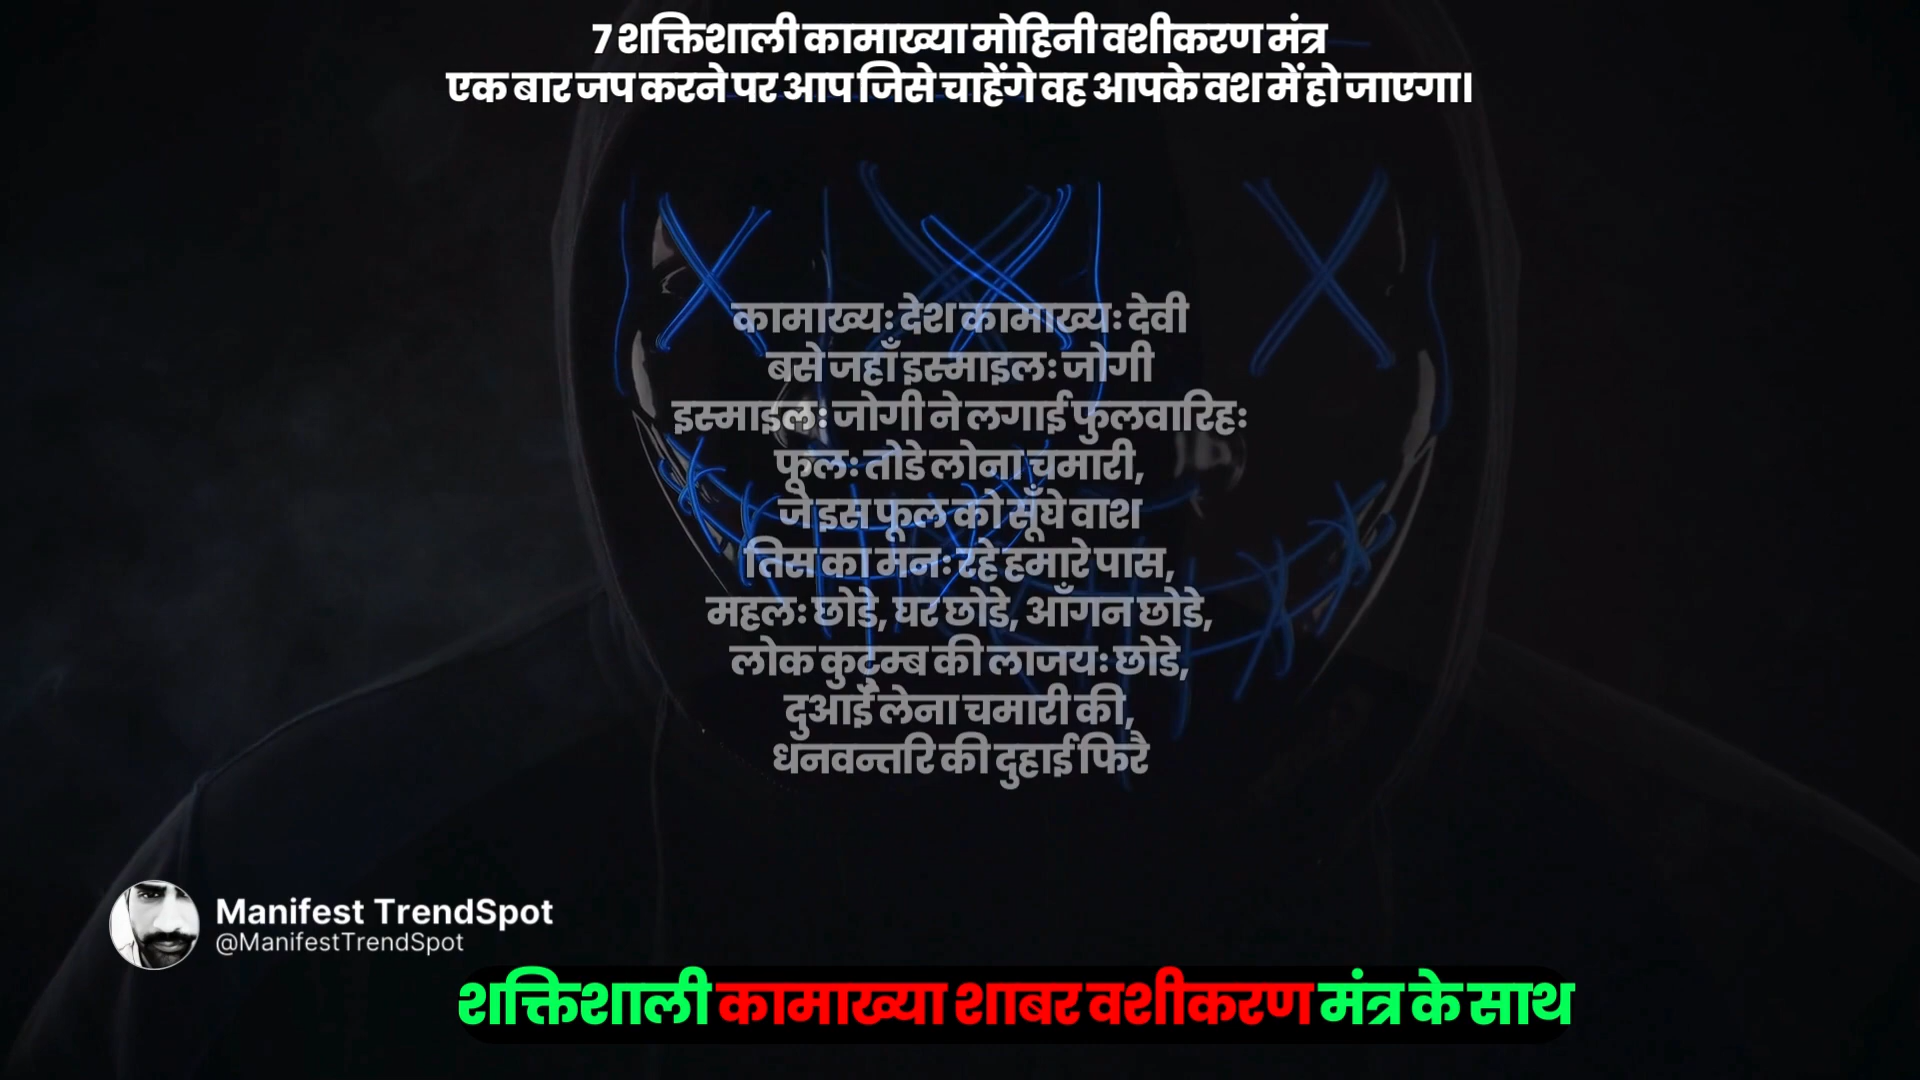 7 शक्तिशाली कामाख्या मोहिनी वशीकरण मंत्र
एक बार जप करने पर आप जिसे चाहेंगे वह आपके वश में हो जाएगा।
कामाख्यः देश कामाख्यः देवी
बसे जहाँ इस्माइलः जोगी
इस्माइलः जोगी ने लगाई फुलवारिहः
फूलः तोडे लोना चमारी,
जे इस फूल को सूँघे वाश
तिस का मनः रहे हमारे पास,
महलः छोडे, घर छोडे, आँगन छोडे,
लोक कुटुम्ब की लाजयः छोडे,
दुआई लेना चमारी की,
धनवन्तरि की दुहाई फिरै
Manifest TrendSpot
@ManifestTrendSpot
शक्तिशाली कामाख्या शाबर वशीकरण मंत्र के साथ